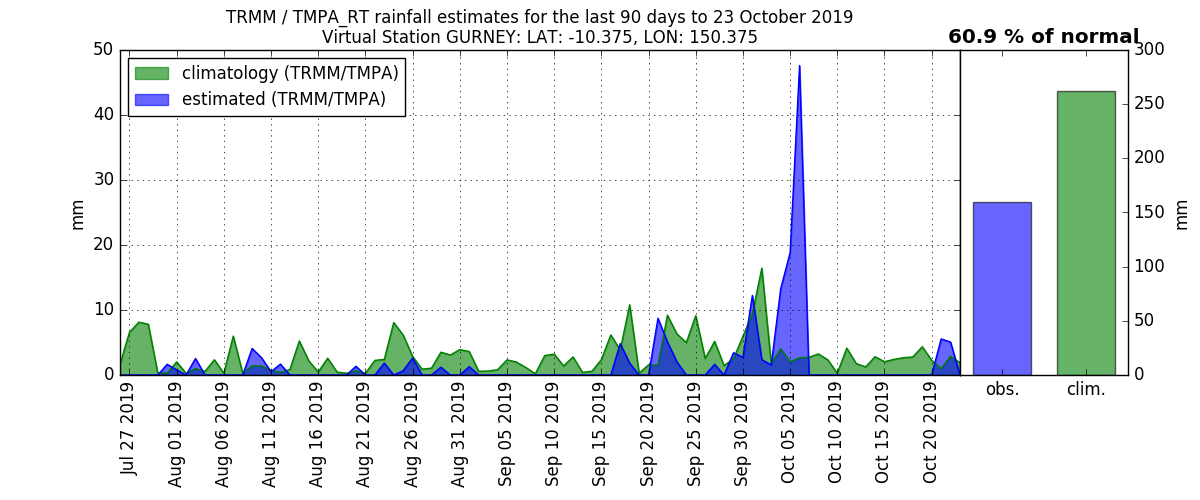 TRMM / TMPA_RT rainfall estimates for the last 90 days to 23 October 2019
Virtual Station GURNEY: LAT: -10.375, LON: 150.375
60.9 % of normal
climatology (TRMM/TMPA)
estimated (TRMM/TMPA)
mm
50
40
30
20
10
0
Jul 27 2019
Aug 01 2019
Aug 06 2019
Aug 11 2019
Aug 16 2019
Aug 21 2019
Aug 26 2019
Aug 31 2019
Sep 05 2019
Sep 10 2019
Sep 15 2019
Sep 20 2019
Sep 25 2019
Sep 30 2019
Oct 05 2019
Oct 10 2019
Oct 15 2019
Oct 20 2019
obs.
clim.
300
250
200
150
100
50
0
mm